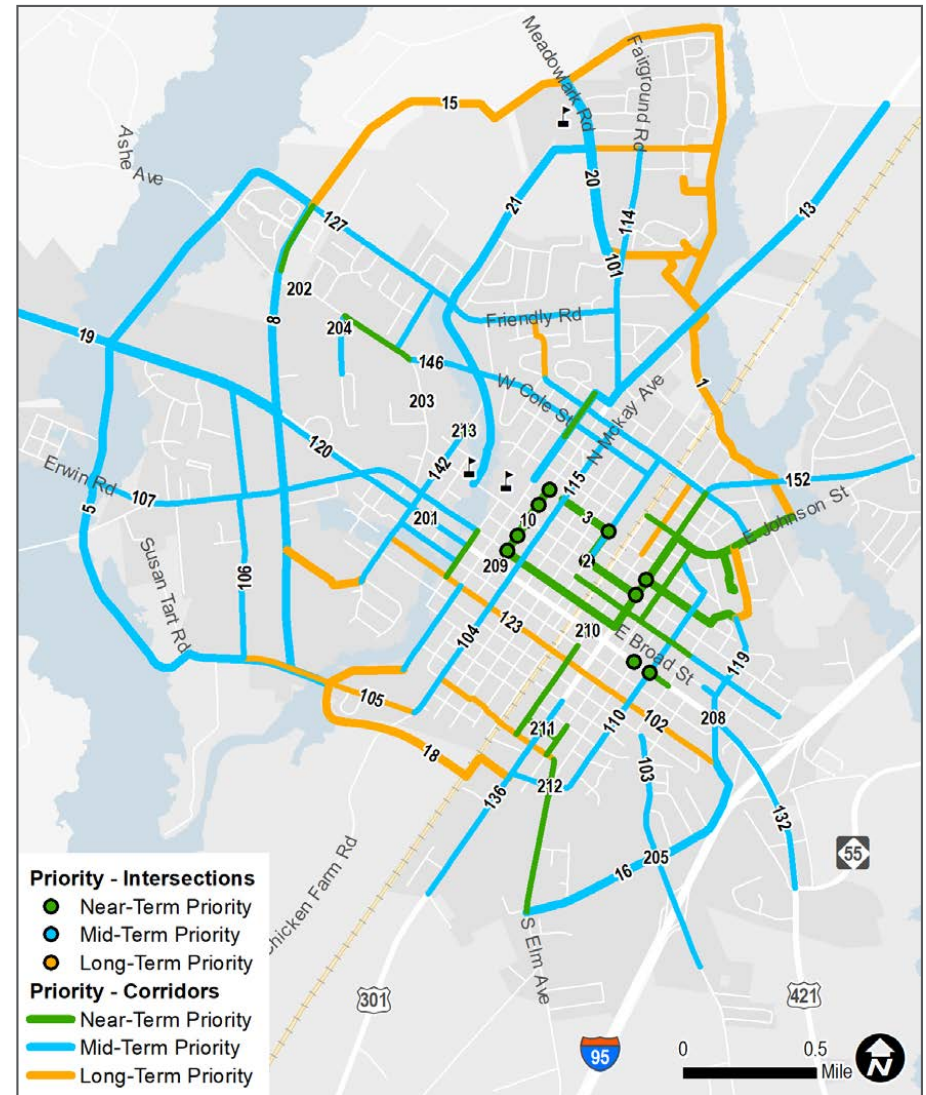 Meadowlark Rd
Fairground Rd
15
Ashe Ave
20
21
13
114
127
101
202
8
Friendly Rd
204
19
146
W Cole St
1
203
N Mckay Ave
120
213
142
115
152
Erwin Rd
107
5
201
10
3
E Johnson St
Susan Tart Rd
209
2
106
123
210
E Broad St
104
119
105
102
208
211
110
18
103
212
136
132
16
205
55
Chicken Farm Rd
S Elm Ave
301
421
95
0
0.5
Mile
N
Priority - Intersections
Near-Term Priority
Mid-Term Priority
Long-Term Priority
Priority - Corridors
Near-Term Priority
Mid-Term Priority
Long-Term Priority